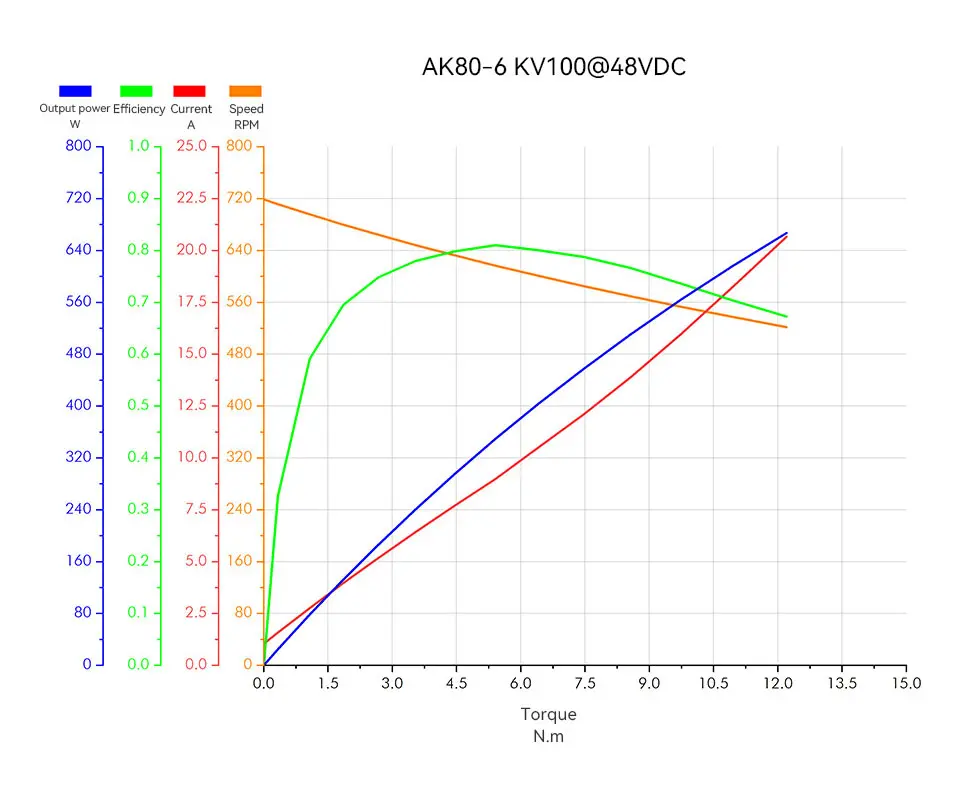 AK80-6 KV100@48VDC
Output power Efficiency Current Speed
W A RPM
800 1.0 25.0 800
720 0.9 22.5 720
640 0.8 20.0 640
560 0.7 17.5 560
480 0.6 15.0 480
400 0.5 12.5 400
320 0.4 10.0 320
240 0.3 7.5 240
160 0.2 5.0 160
80 0.1 2.5 80
0 0.0 0.0 0
0.0 1.5 3.0 4.5 6.0 7.5 9.0 10.5 12.0 13.5 15.0
Torque
N.m